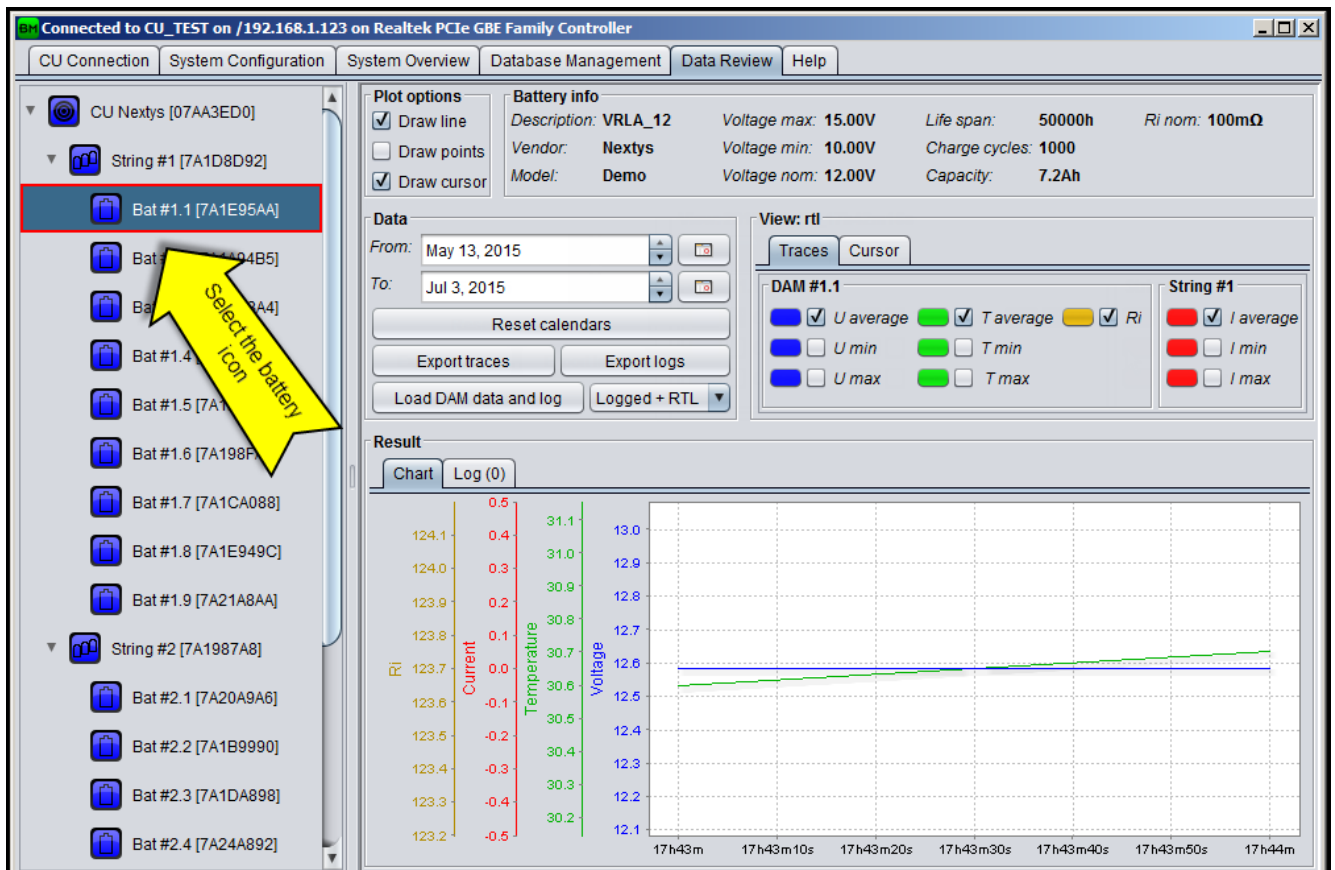 BM Connected to CU_TEST on /192.168.1.123 on Realtek PCIe GBE Family Controller
CU Connection System Configuration System Overview Database Management Data Review Help
CU Nextys [07AA3ED0]
String #1 [7A1D8D92]
Bat #1.1 [7A1E95AA]
Bat 94B5]
Ba A4]
Bat #1.4
Bat #1.5 [7A1
Bat #1.6 [7A198F
Bat #1.7 [7A1CA088]
Bat #1.8 [7A1E949C]
Bat #1.9 [7A21A8AA]
String #2 [7A1987A8]
Bat #2.1 [7A20A9A6]
Bat #2.2 [7A1B9990]
Bat #2.3 [7A1DA898]
Bat #2.4 [7A24A892]
Select the battery
icon
Plot options
Draw line
Draw points
Draw cursor
Battery info
Description: VRLA_12 Voltage max: 15.00V Life span: 50000h Ri nom: 100mΩ
Vendor: Nextys Voltage min: 10.00V Charge cycles: 1000
Model: Demo Voltage nom: 12.00V Capacity: 7.2Ah
Data
From: May 13, 2015
To: Jul 3, 2015
Reset calendars
Export traces Export logs
Load DAM data and log Logged + RTL
View: rtl
Traces Cursor
DAM #1.1 String #1
U average T average Ri I average
U min T min I min
U max T max I max
Result
Chart Log (0)
Ri
124.1
124.0
123.9
123.8
123.7
123.6
123.5
123.4
123.3
123.2
Current
0.5
0.4
0.3
0.2
0.1
0.0
-0.1
-0.2
-0.3
-0.4
-0.5
Temperature
31.1
31.0
30.9
30.8
30.7
30.6
30.5
30.4
30.3
30.2
Voltage
13.0
12.9
12.8
12.7
12.6
12.5
12.4
12.3
12.2
12.1
17h43m 17h43m10s 17h43m20s 17h43m30s 17h43m40s 17h43m50s 17h44m